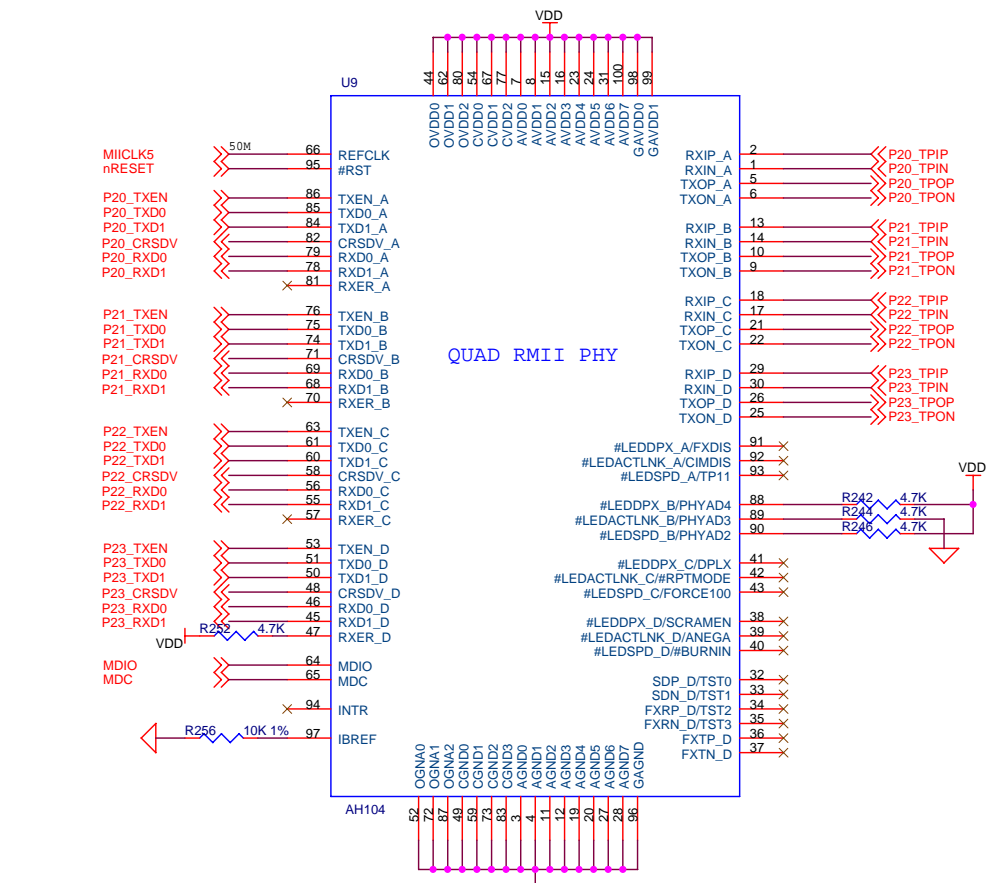 VDD
44 62 80 54 67 77 7 8 15 16 23 24 31 100 98 99
U9
OVDD0 OVDD1 OVDD2 CVDD0 CVDD1 CVDD2 AVDD0 AVDD1 AVDD2 AVDD3 AVDD4 AVDD5 AVDD6 AVDD7 GAVDD0 GAVDD1
MIICLK5 50M 66 REFCLK
nRESET 95 #RST
P20_TXEN 86 TXEN_A
P20_TXD0 85 TXD0_A
P20_TXD1 84 TXD1_A
P20_CRSDV 82 CRSDV_A
P20_RXD0 79 RXD0_A
P20_RXD1 78 RXD1_A
81 RXER_A
P21_TXEN 76 TXEN_B
P21_TXD0 75 TXD0_B
P21_TXD1 74 TXD1_B
P21_CRSDV 71 CRSDV_B
P21_RXD0 69 RXD0_B
P21_RXD1 68 RXD1_B
70 RXER_B
P22_TXEN 63 TXEN_C
P22_TXD0 61 TXD0_C
P22_TXD1 60 TXD1_C
P22_CRSDV 58 CRSDV_C
P22_RXD0 56 RXD0_C
P22_RXD1 55 RXD1_C
57 RXER_C
P23_TXEN 53 TXEN_D
P23_TXD0 51 TXD0_D
P23_TXD1 50 TXD1_D
P23_CRSDV 48 CRSDV_D
P23_RXD0 46 RXD0_D
P23_RXD1 45 RXD1_D
VDD R252 4.7K 47 RXER_D
MDIO 64 MDIO
MDC 65 MDC
94 INTR
R256 10K 1% 97 IBREF
QUAD RMII PHY
RXIP_A 2 P20_TPIP
RXIN_A 1 P20_TPIN
TXOP_A 5 P20_TPOP
TXON_A 6 P20_TPON
RXIP_B 13 P21_TPIP
RXIN_B 14 P21_TPIN
TXOP_B 10 P21_TPOP
TXON_B 9 P21_TPON
RXIP_C 18 P22_TPIP
RXIN_C 17 P22_TPIN
TXOP_C 21 P22_TPOP
TXON_C 22 P22_TPON
RXIP_D 29 P23_TPIP
RXIN_D 30 P23_TPIN
TXOP_D 26 P23_TPOP
TXON_D 25 P23_TPON
#LEDDPX_A/FXDIS 91
#LEDACTLNK_A/CIMDIS 92
#LEDSPD_A/TP11 93
VDD
#LEDDPX_B/PHYAD4 88 R242 4.7K
#LEDACTLNK_B/PHYAD3 89 R244 4.7K
#LEDSPD_B/PHYAD2 90 R246 4.7K
#LEDDPX_C/DPLX 41
#LEDACTLNK_C/#RPTMODE 42
#LEDSPD_C/FORCE100 43
#LEDDPX_D/SCRAMEN 38
#LEDACTLNK_D/ANEGA 39
#LEDSPD_D/#BURNIN 40
SDP_D/TST0 32
SDN_D/TST1 33
FXRP_D/TST2 34
FXRN_D/TST3 35
FXTP_D 36
FXTN_D 37
OGNA0 OGNA1 OGNA2 CGND0 CGND1 CGND2 CGND3 AGND0 AGND1 AGND2 AGND3 AGND4 AGND5 AGND6 AGND7 GAGND
AH104
52 72 87 49 59 73 83 3 4 11 12 19 20 27 28 96